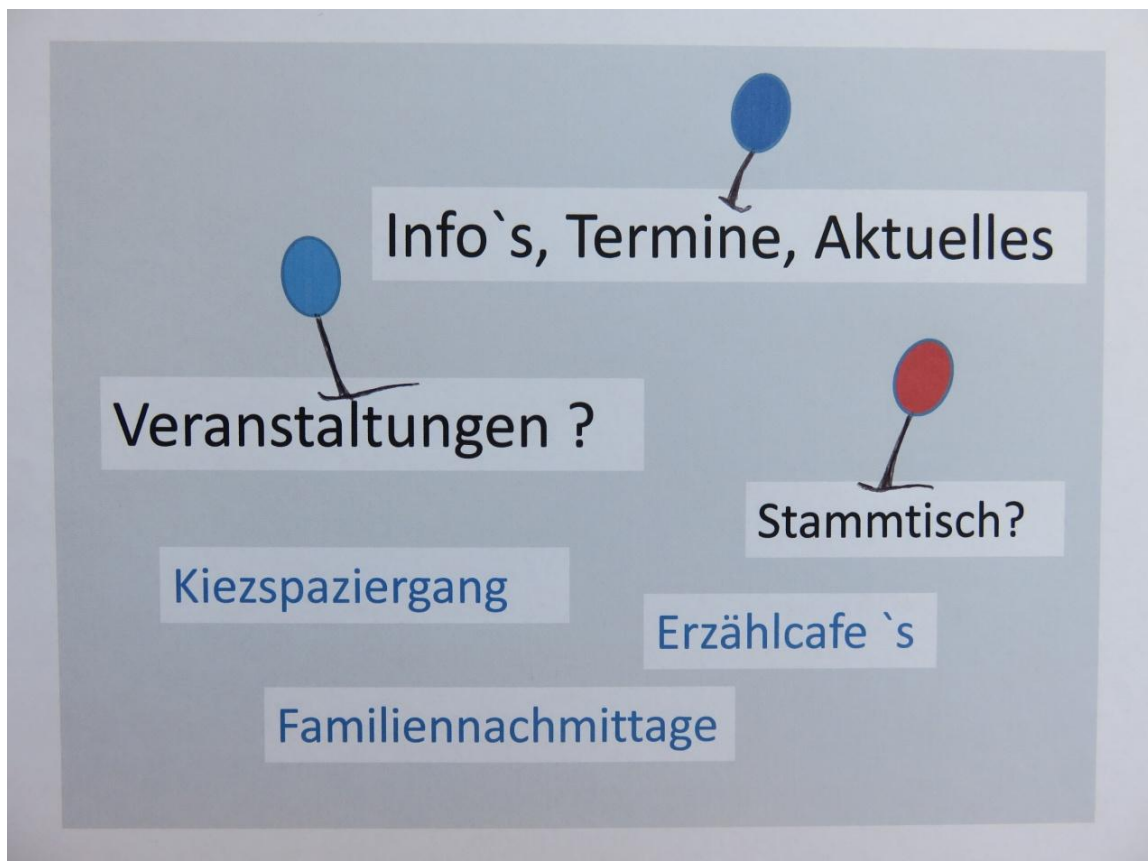 Info`s, Termine, Aktuelles
Veranstaltungen ?
Stammtisch?
Kiezspaziergang
Erzählcafe `s
Familiennachmittage